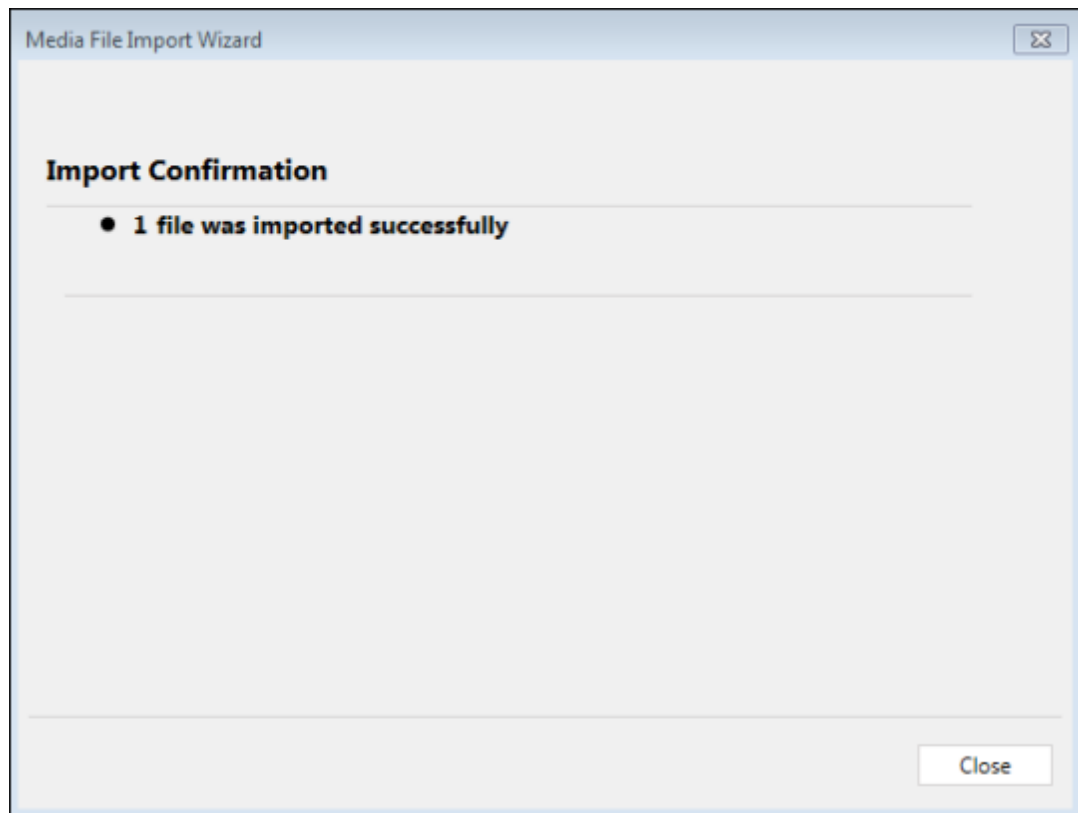 Media File Import Wizard
Import Confirmation
● 1 file was imported successfully
Close